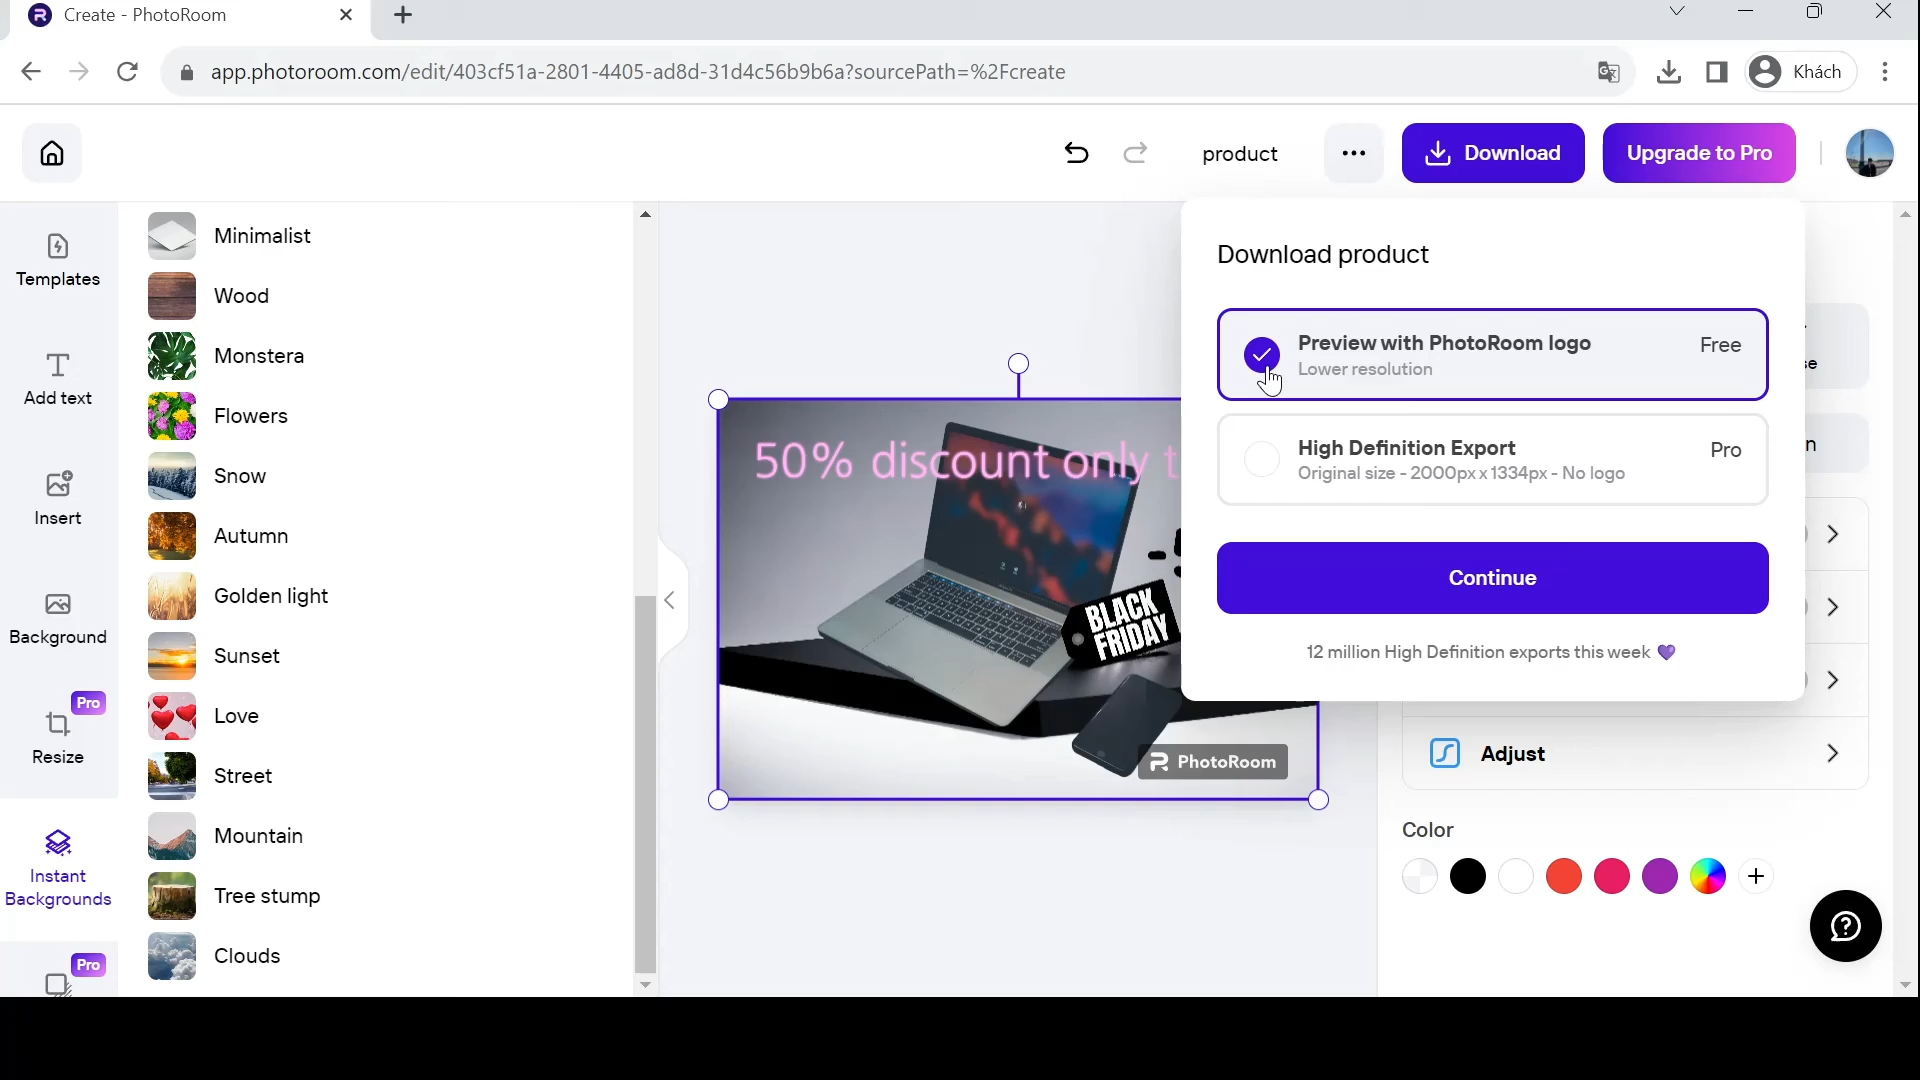 Create - PhotoRoom
app.photoroom.com/edit/403cf51a-2801-4405-ad8d-31d4c56b9b6a?sourcePath=%2Fcreate
Khách
product
Download
Upgrade to Pro
Templates
Add text
Insert
Background
Pro
Resize
Instant
Backgrounds
Pro
Minimalist
Wood
Monstera
Flowers
Snow
Autumn
Golden light
Sunset
Love
Street
Mountain
Tree stump
Clouds
50% discount only t
BLACK
FRIDAY
PhotoRoom
Download product
Preview with PhotoRoom logo
Free
Lower resolution
High Definition Export
Pro
Original size - 2000px x 1334px - No logo
Continue
12 million High Definition exports this week 💜
Adjust
Color